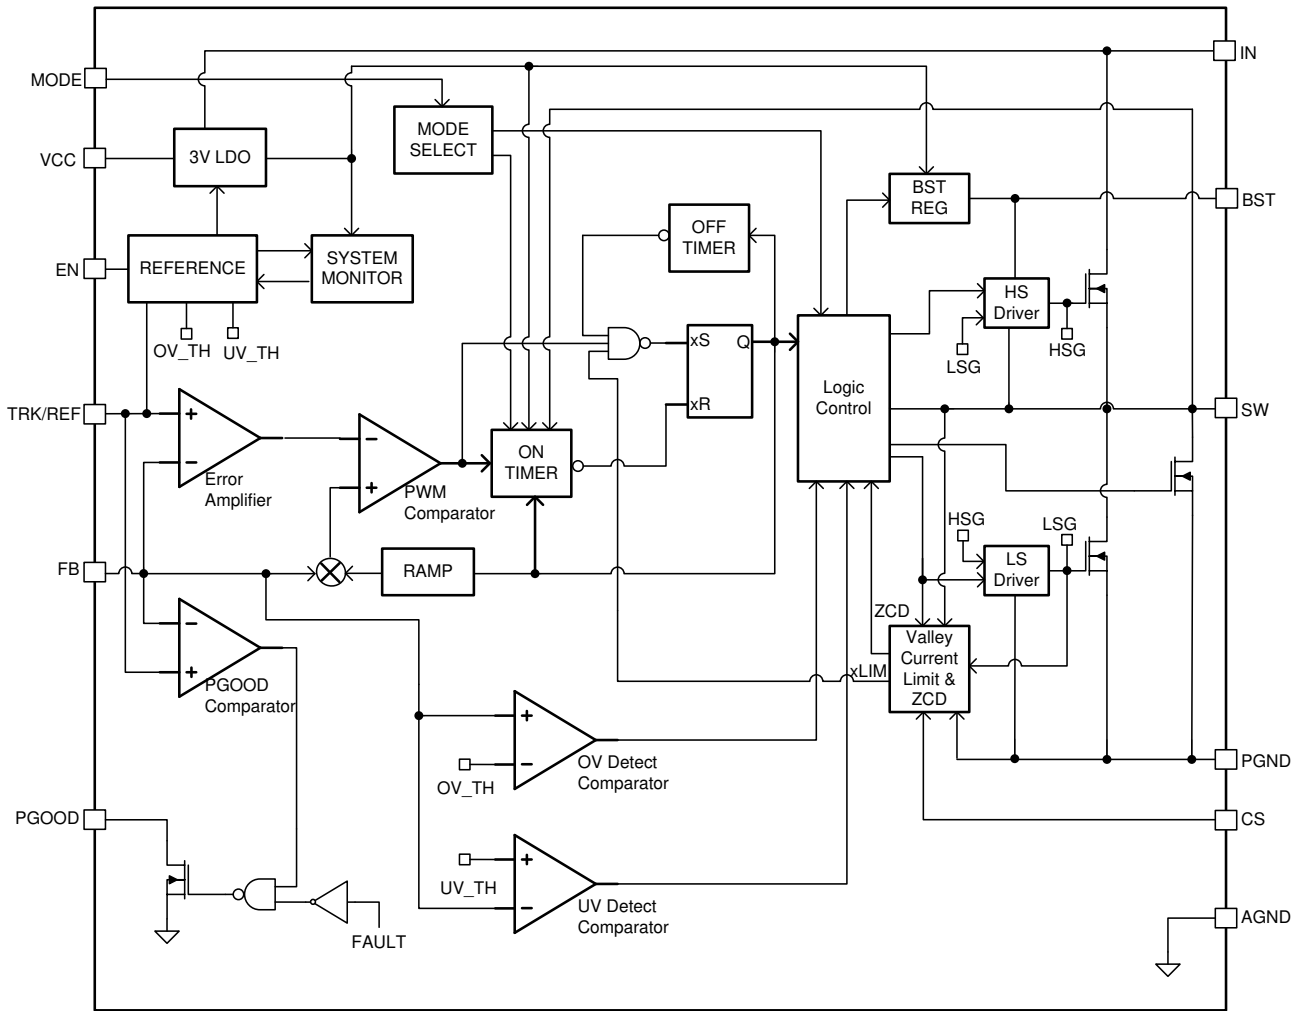 IN
MODE
MODE
SELECT
3V LDO
VCC
BST
REG
BST
OFF
TIMER
REFERENCE
SYSTEM
MONITOR
EN
HS
Driver
OV_TH
UV_TH
LSG
HSG
xS
Q
xR
Logic
Control
TRK/REF
+
−
Error
Amplifier
−
+
PWM
Comparator
ON
TIMER
SW
HSG
LSG
LS
Driver
FB
RAMP
ZCD
xLIM
Valley
Current
Limit &
ZCD
−
+
PGOOD
Comparator
+
−
OV_TH
OV Detect
Comparator
PGND
PGOOD
CS
+
−
UV_TH
UV Detect
Comparator
FAULT
AGND